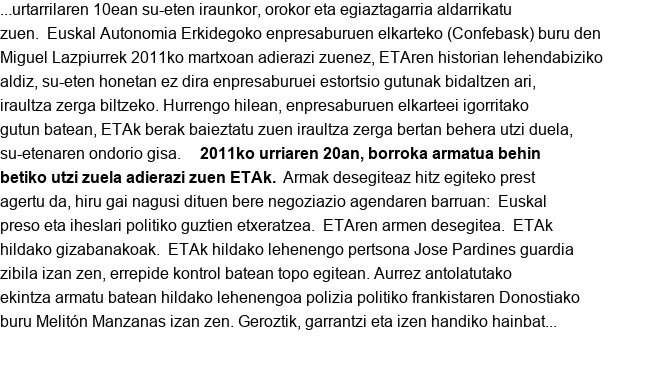 ...urtarrilaren 10ean su-eten iraunkor, orokor eta egiaztagarria aldarrikatu
zuen. Euskal Autonomia Erkidegoko enpresaburuen elkarteko (Confebask) buru den
Miguel Lazpiurrek 2011ko martxoan adierazi zuenez, ETAren historian lehendabiziko
aldiz, su-eten honetan ez dira enpresaburuei estortsio gutunak bidaltzen ari,
iraultza zerga biltzeko. Hurrengo hilean, enpresaburuen elkarteei igorritako
gutun batean, ETAk berak baieztatu zuen iraultza zerga bertan behera utzi duela,
su-etenaren ondorio gisa. 2011ko urriaren 20an, borroka armatua behin
betiko utzi zuela adierazi zuen ETAk. Armak desegiteaz hitz egiteko prest
agertu da, hiru gai nagusi dituen bere negoziazio agendaren barruan: Euskal
preso eta iheslari politiko guztien etxeratzea. ETAren armen desegitea. ETAk
hildako gizabanakoak. ETAk hildako lehenengo pertsona Jose Pardines guardia
zibila izan zen, errepide kontrol batean topo egitean. Aurrez antolatutako
ekintza armatu batean hildako lehenengoa polizia politiko frankistaren Donostiako
buru Melitón Manzanas izan zen. Geroztik, garrantzi eta izen handiko hainbat...